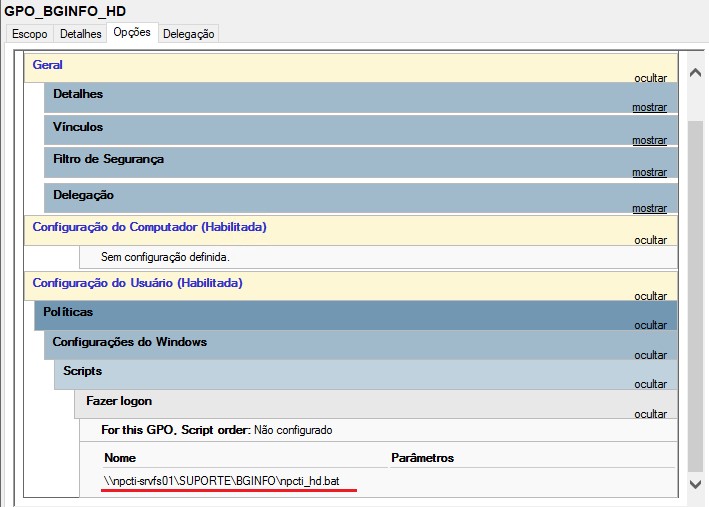 GPO_BGINFO_HD
Escopo Detalhes Opções Delegação
Geral
ocultar
Detalhes
mostrar
Vínculos
mostrar
Filtro de Segurança
mostrar
Delegação
mostrar
Configuração do Computador (Habilitada)
ocultar
Sem configuração definida.
Configuração do Usuário (Habilitada)
ocultar
Políticas
ocultar
Configurações do Windows
ocultar
Scripts
ocultar
Fazer logon
ocultar
For this GPO, Script order: Não configurado
Nome Parâmetros
\\npcti-srvfs01\SUPORTE\BGINFO\npcti_hd.bat